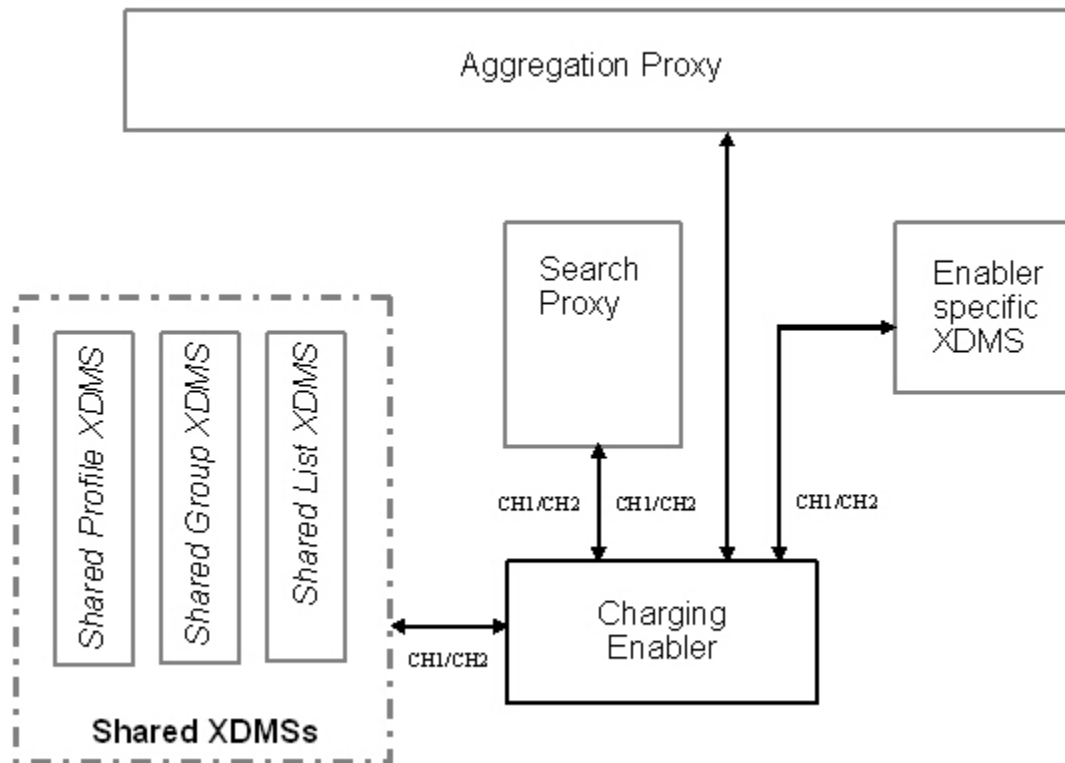 Aggregation Proxy
Search
Proxy
Enabler
specific
XDMS
Shared Profile XDMS
Shared Group XDMS
Shared List XDMS
CH1/CH2
CH1/CH2
CH1/CH2
Charging
Enabler
CH1/CH2
Shared XDMSs